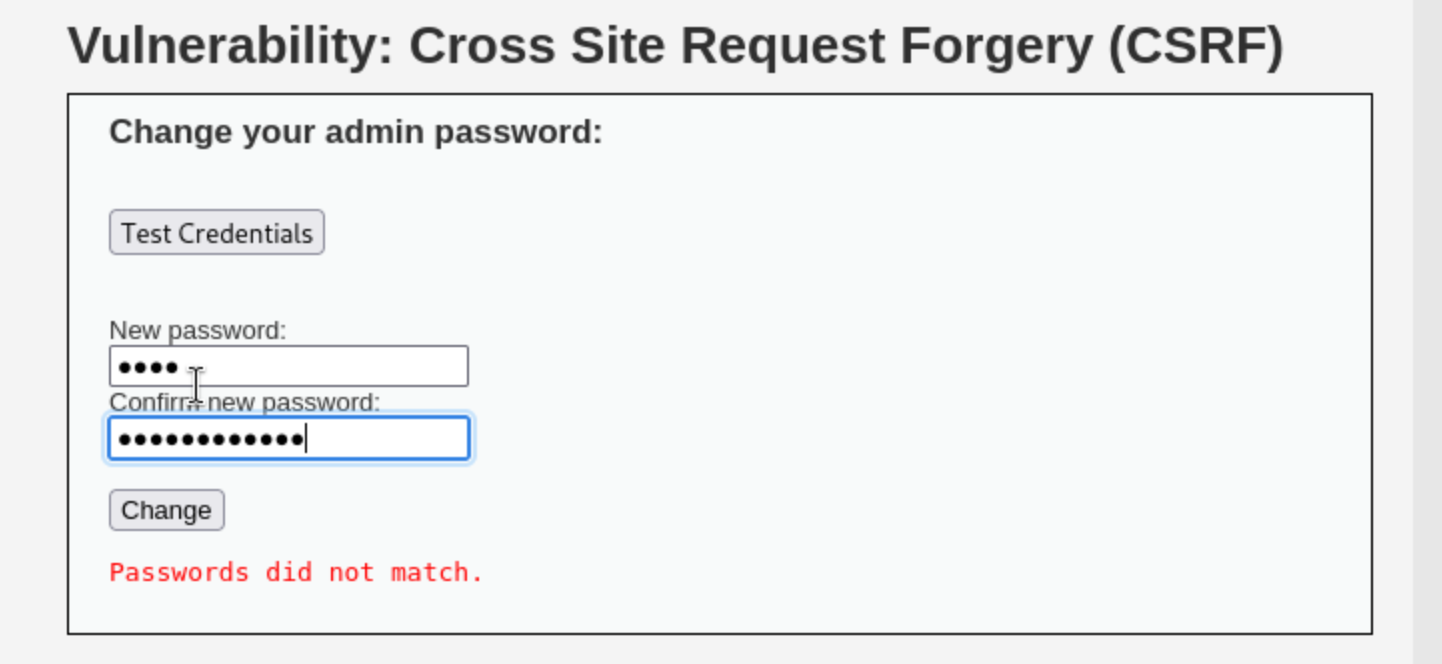 Vulnerability: Cross Site Request Forgery (CSRF)
Change your admin password:
Test Credentials
New password:
••••
Confirm new password:
••••••••••••
Change
Passwords did not match.